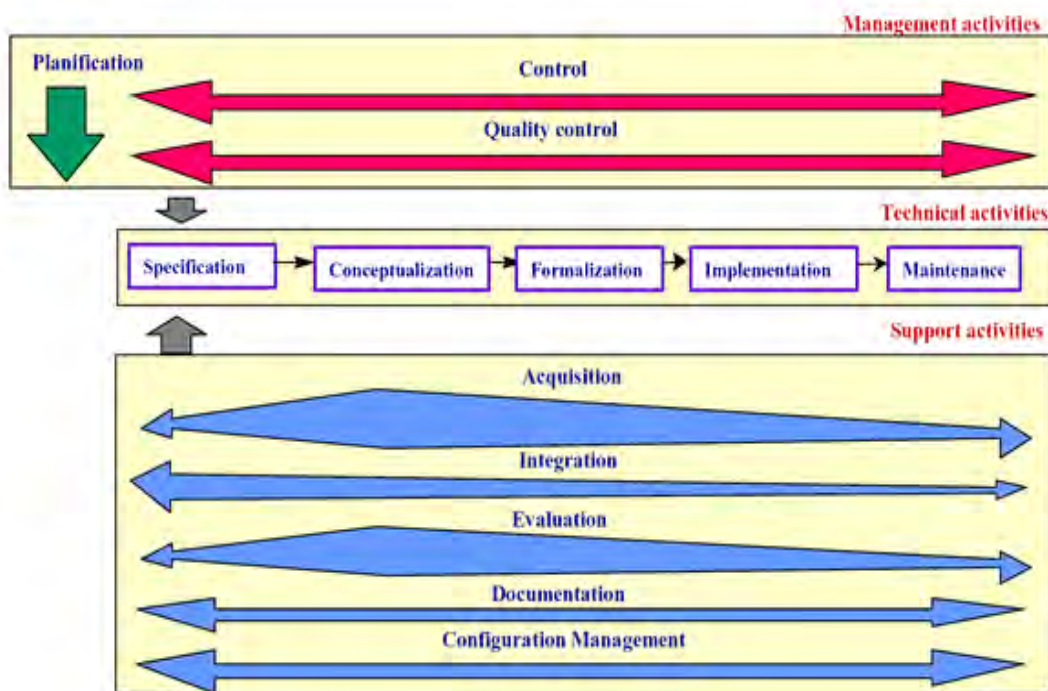 Management activities
Planification
Control
Quality control
Technical activities
Specification
Conceptualization
Formalization
Implementation
Maintenance
Support activities
Acquisition
Integration
Evaluation
Documentation
Configuration Management